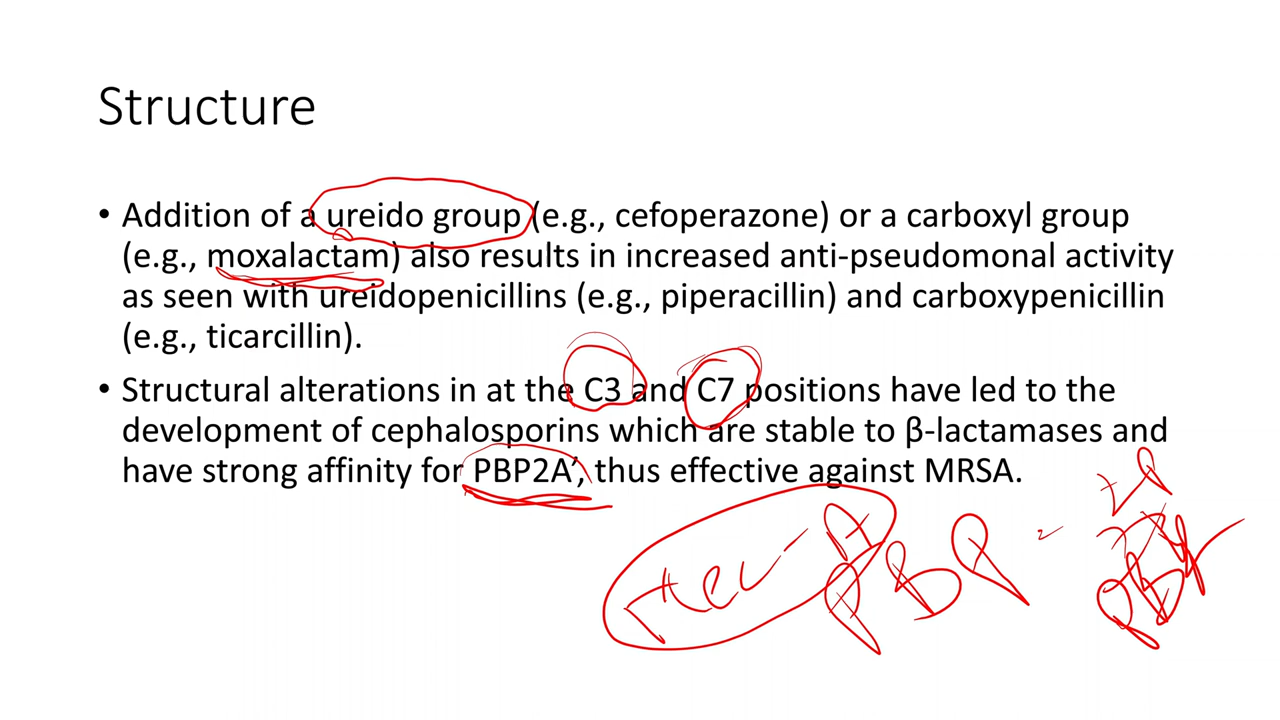 Structure
• Addition of a ureido group (e.g., cefoperazone) or a carboxyl group
(e.g., moxalactam) also results in increased anti-pseudomonal activity
as seen with ureidopenicillins (e.g., piperacillin) and carboxypenicillin
(e.g., ticarcillin).
• Structural alterations in at the C3 and C7 positions have led to the
development of cephalosporins which are stable to β-lactamases and
have strong affinity for PBP2A’, thus effective against MRSA.
Mec-A
PBP